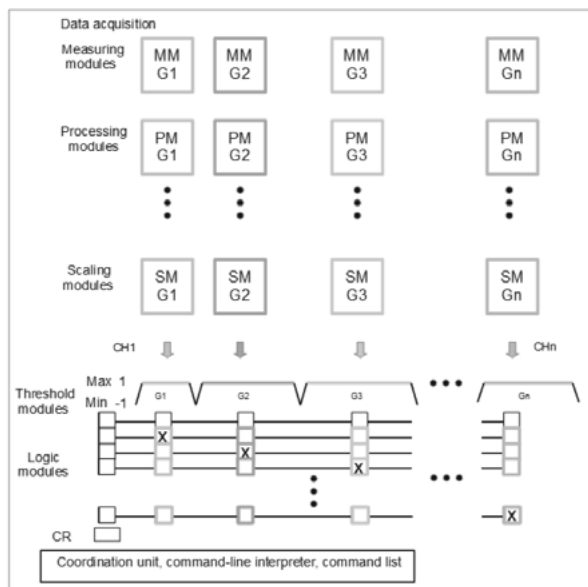 Data acquisition
Measuring modules
MM G1
MM G2
MM G3
MM Gn
Processing modules
PM G1
PM G2
PM G3
PM Gn
Scaling modules
SM G1
SM G2
SM G3
SM Gn
CH1
CHn
Max 1
Threshold modules
Min -1
G1
G2
G3
Gn
X
Logic modules
X
X
X
CR
Coordination unit, command-line interpreter, command list